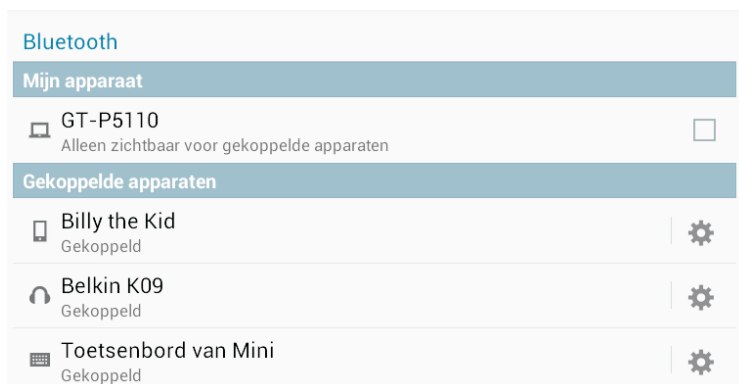 Bluetooth
Mijn apparaat
GT-P5110
Alleen zichtbaar voor gekoppelde apparaten
Gekoppelde apparaten
Billy the Kid
Gekoppeld
Belkin K09
Gekoppeld
Toetsenbord van Mini
Gekoppeld